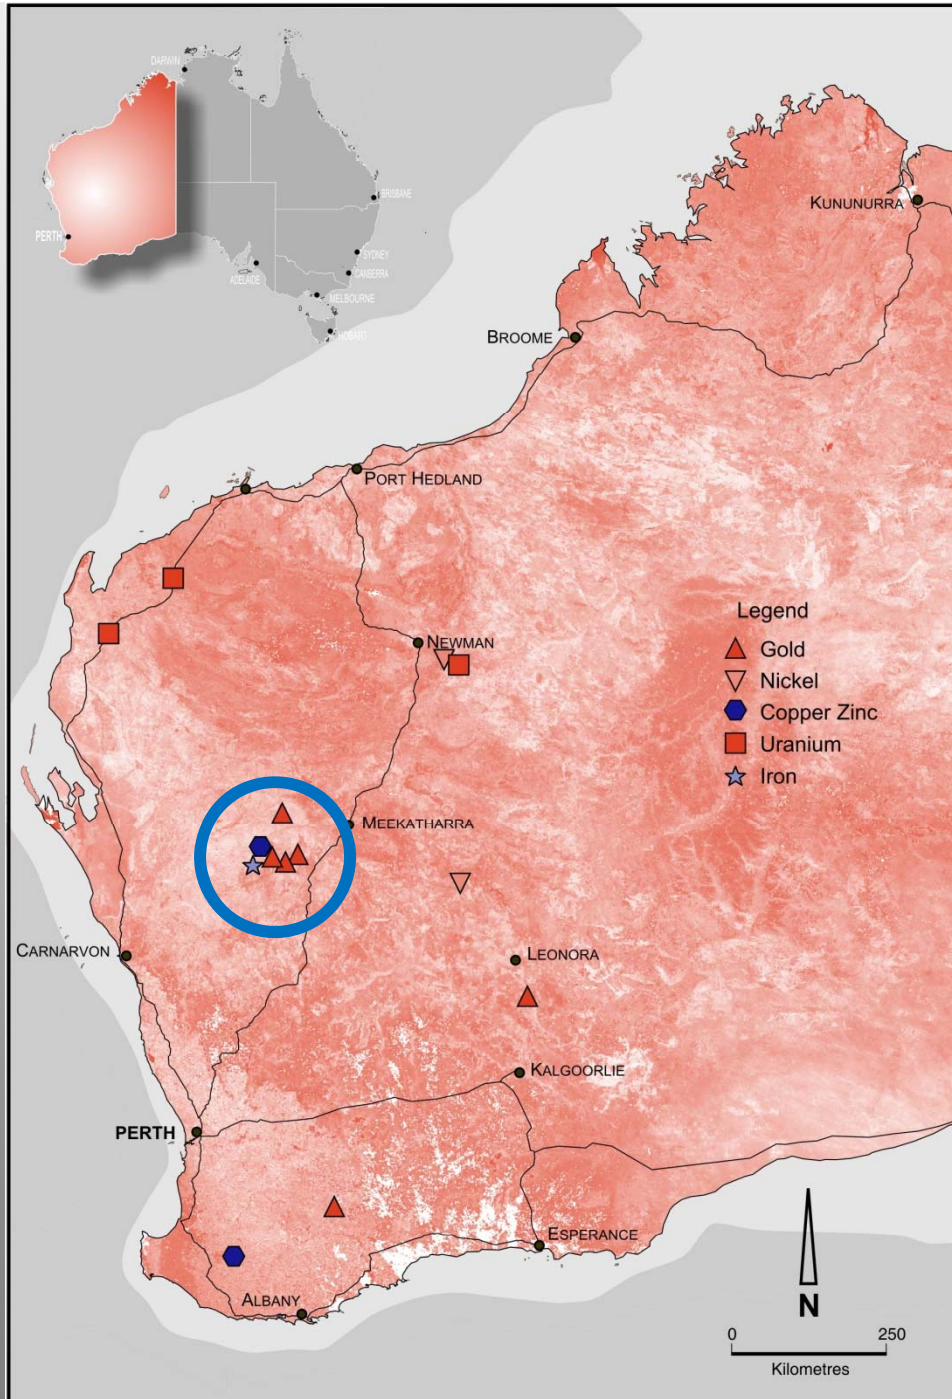 DARWIN
BRISBANE
PERTH
SYDNEY
ADELAIDE
CANBERRA
MELBOURNE
HOBART
KUNUNURRA
BROOME
PORT HEDLAND
Legend
NEWMAN
Gold
Nickel
Copper Zinc
Uranium
Iron
MEEKATHARRA
CARNARVON
LEONORA
KALGOORLIE
PERTH
ESPERANCE
ALBANY
N
0 250
Kilometres